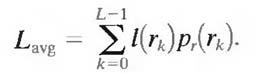 L_avg = \sum_{k=0}^{L-1} l(r_k) p_r(r_k).